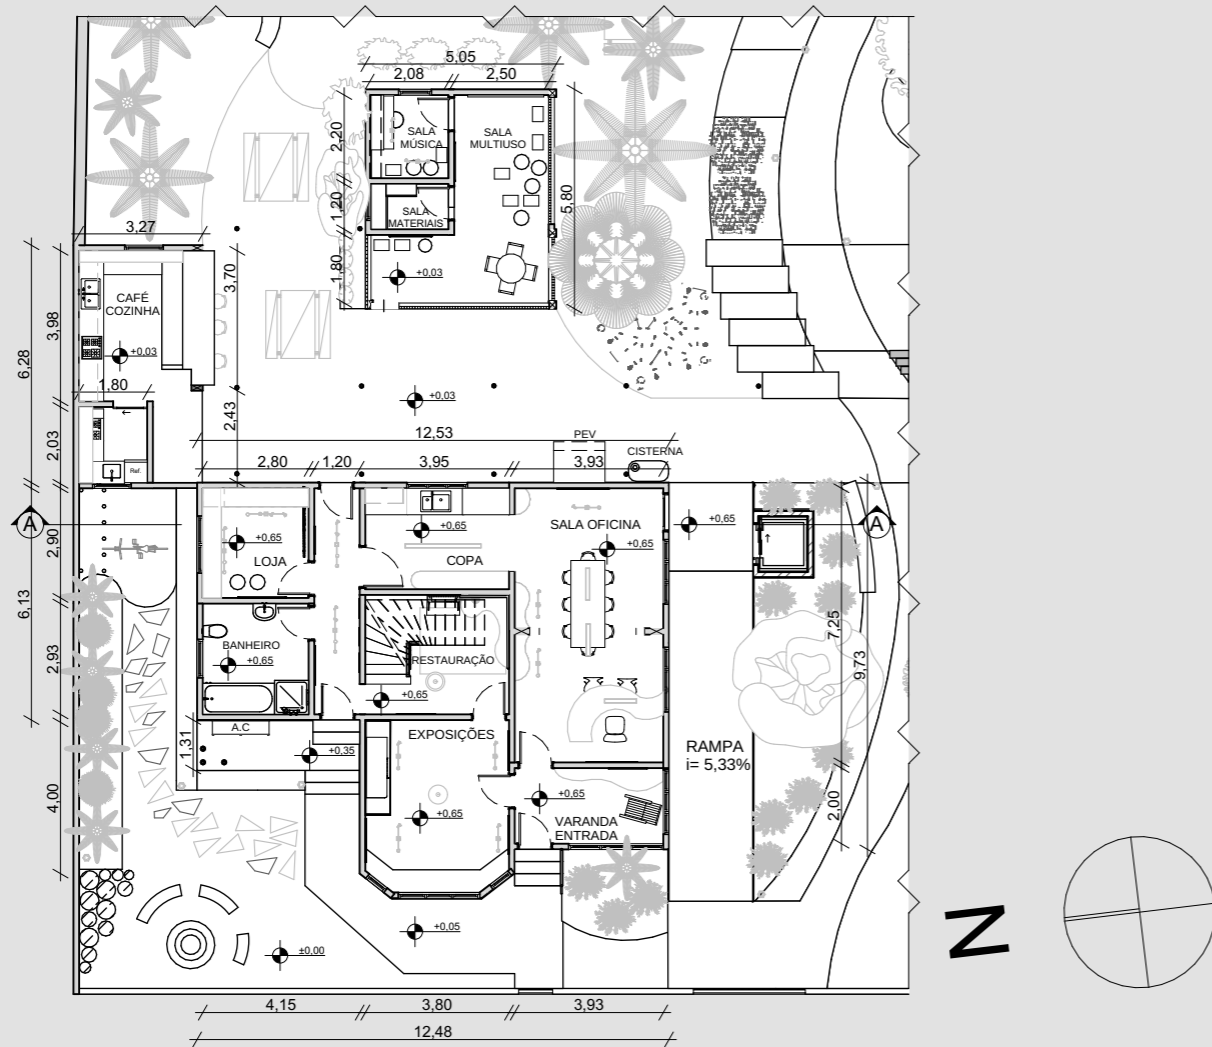 5,05
2,08
2,50
2,20
SALA
MÚSICA
SALA
MULTIUSO
1,20
SALA
MATERIAIS
5,80
1,80
+0,03
3,27
3,70
CAFÉ
COZINHA
3,98
6,28
+0,03
1,80
2,43
+0,03
2,03
Ref.
12,53
PEV
CISTERNA
2,80
1,20
3,95
3,93
A
2,90
+0,65
LOJA
+0,65
COPA
SALA OFICINA
+0,65
+0,65
A
6,13
2,93
BANHEIRO
+0,65
RESTAURAÇÃO
+0,65
7,25
9,73
A.C
1,31
+0,35
EXPOSIÇÕES
RAMPA
i= 5,33%
4,00
+0,65
+0,65
VARANDA
ENTRADA
2,00
+0,05
±0,00
N
4,15
3,80
3,93
12,48